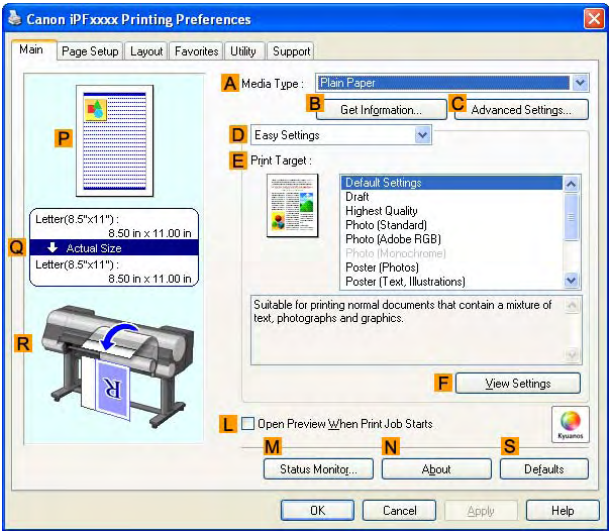 Canon iPFxxxx Printing Preferences
Main Page Setup Layout Favorites Utility Support
A Media Type : Plain Paper
B Get Information... C Advanced Settings...
D Easy Settings
E Print Target :
P
Default Settings
Draft
Highest Quality
Photo (Standard)
Photo (Adobe RGB)
Photo (Monochrome)
Poster (Photos)
Poster (Text, Illustrations)
Letter(8.5"x11") :
8.50 in x 11.00 in
Q Actual Size
Letter(8.5"x11") :
8.50 in x 11.00 in
Suitable for printing normal documents that contain a mixture of
text, photographs and graphics.
R
R
F View Settings
L Open Preview When Print Job Starts
Kyuanos
M Status Monitor... N About S Defaults
OK Cancel Apply Help